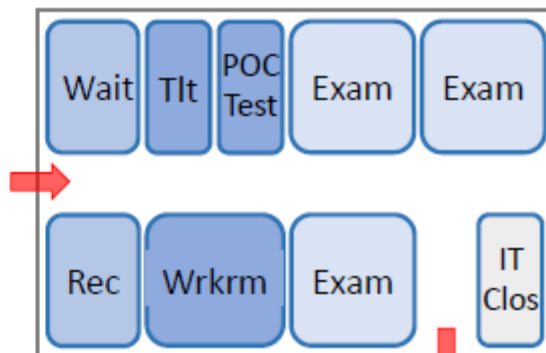 Wait
Tlt
POC
Test
Exam
Exam
Rec
Wrkrm
Exam
IT
Clos